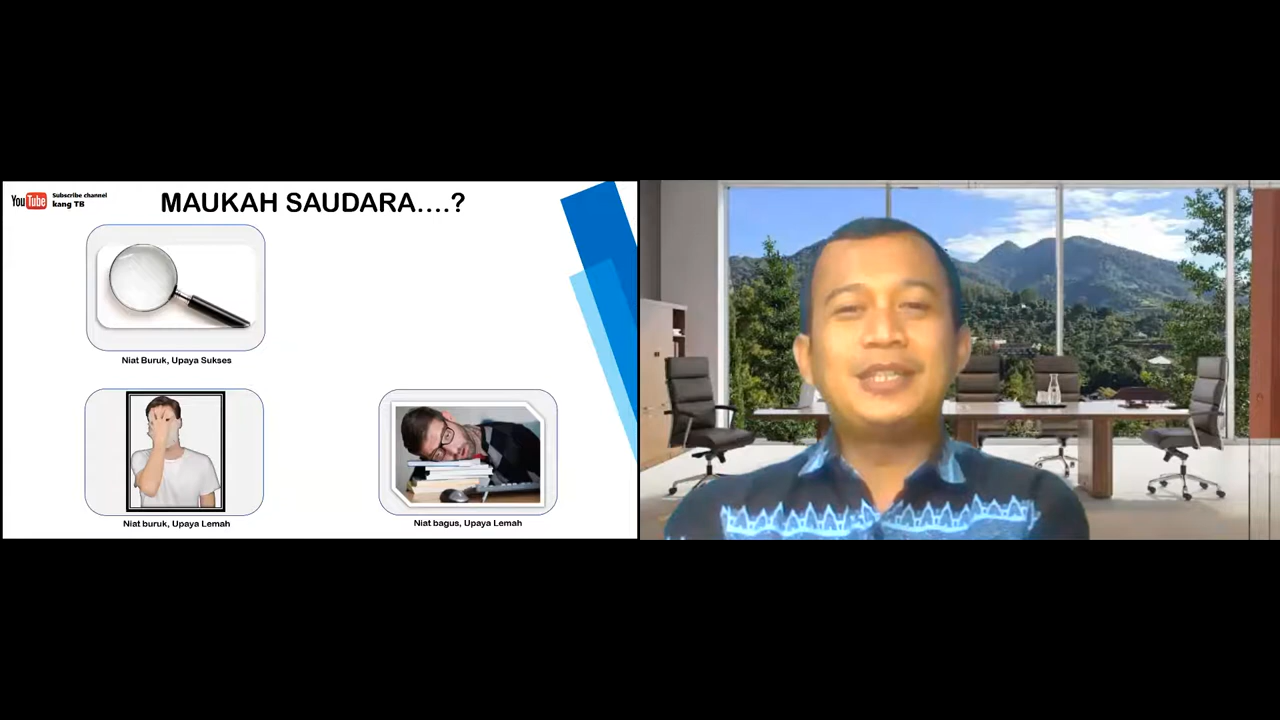 YouTube
Subscribe channel
kang TB
MAUKAH SAUDARA....?
Niat Buruk, Upaya Sukses
Niat buruk, Upaya Lemah
Niat bagus, Upaya Lemah